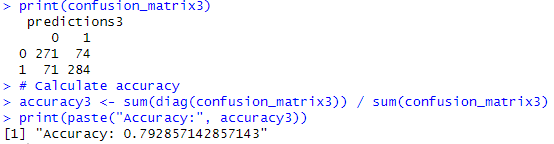 > print(confusion_matrix3)
   predictions3
      0   1
  0 271  74
  1  71 284
> # Calculate accuracy
> accuracy3 <- sum(diag(confusion_matrix3)) / sum(confusion_matrix3)
> print(paste("Accuracy:", accuracy3))
[1] "Accuracy: 0.792857142857143"